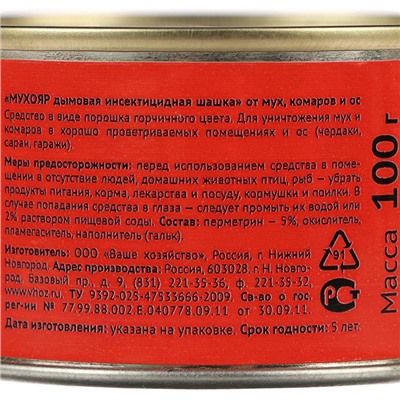 «МУХОЯР дымовая инсектицидная шашка» от мух, комаров и ос
Средство в виде порошка горчичного цвета. Для уничтожения мух и
комаров в хорошо проветриваемых помещениях и ос (чердаки,
сараи, гаражи).
Меры предосторожности: перед использованием средства в поме-
щении в отсутствие людей, домашних животных птиц, рыб – убрать
продукты питания, корма, лекарства и посуду, кормушки и поилки. В
случае попадания средства в глаза – следует промыть их водой или
2% раствором пищевой соды. Состав: перметрин – 5%, окислитель,
пламегаситель, наполнитель (тальк).
Изготовитель: ООО «Ваше хозяйство», Россия, г. Нижний
Новгород. Адрес производства: Россия, 603028. г. Н. Новго-
род. Базовый пр., д. 9, (831) 221-35-36, ф. 221-35-32,
www.vhoz.ru ТУ 9392-025-47533666-2009. Св-во о гос.
рег-ии № 77.99.88.002.Е.040778.09.11 от 30.09.11.
Дата изготовления: указана на упаковке. Срок годности: 5 лет.
Масса 100 г